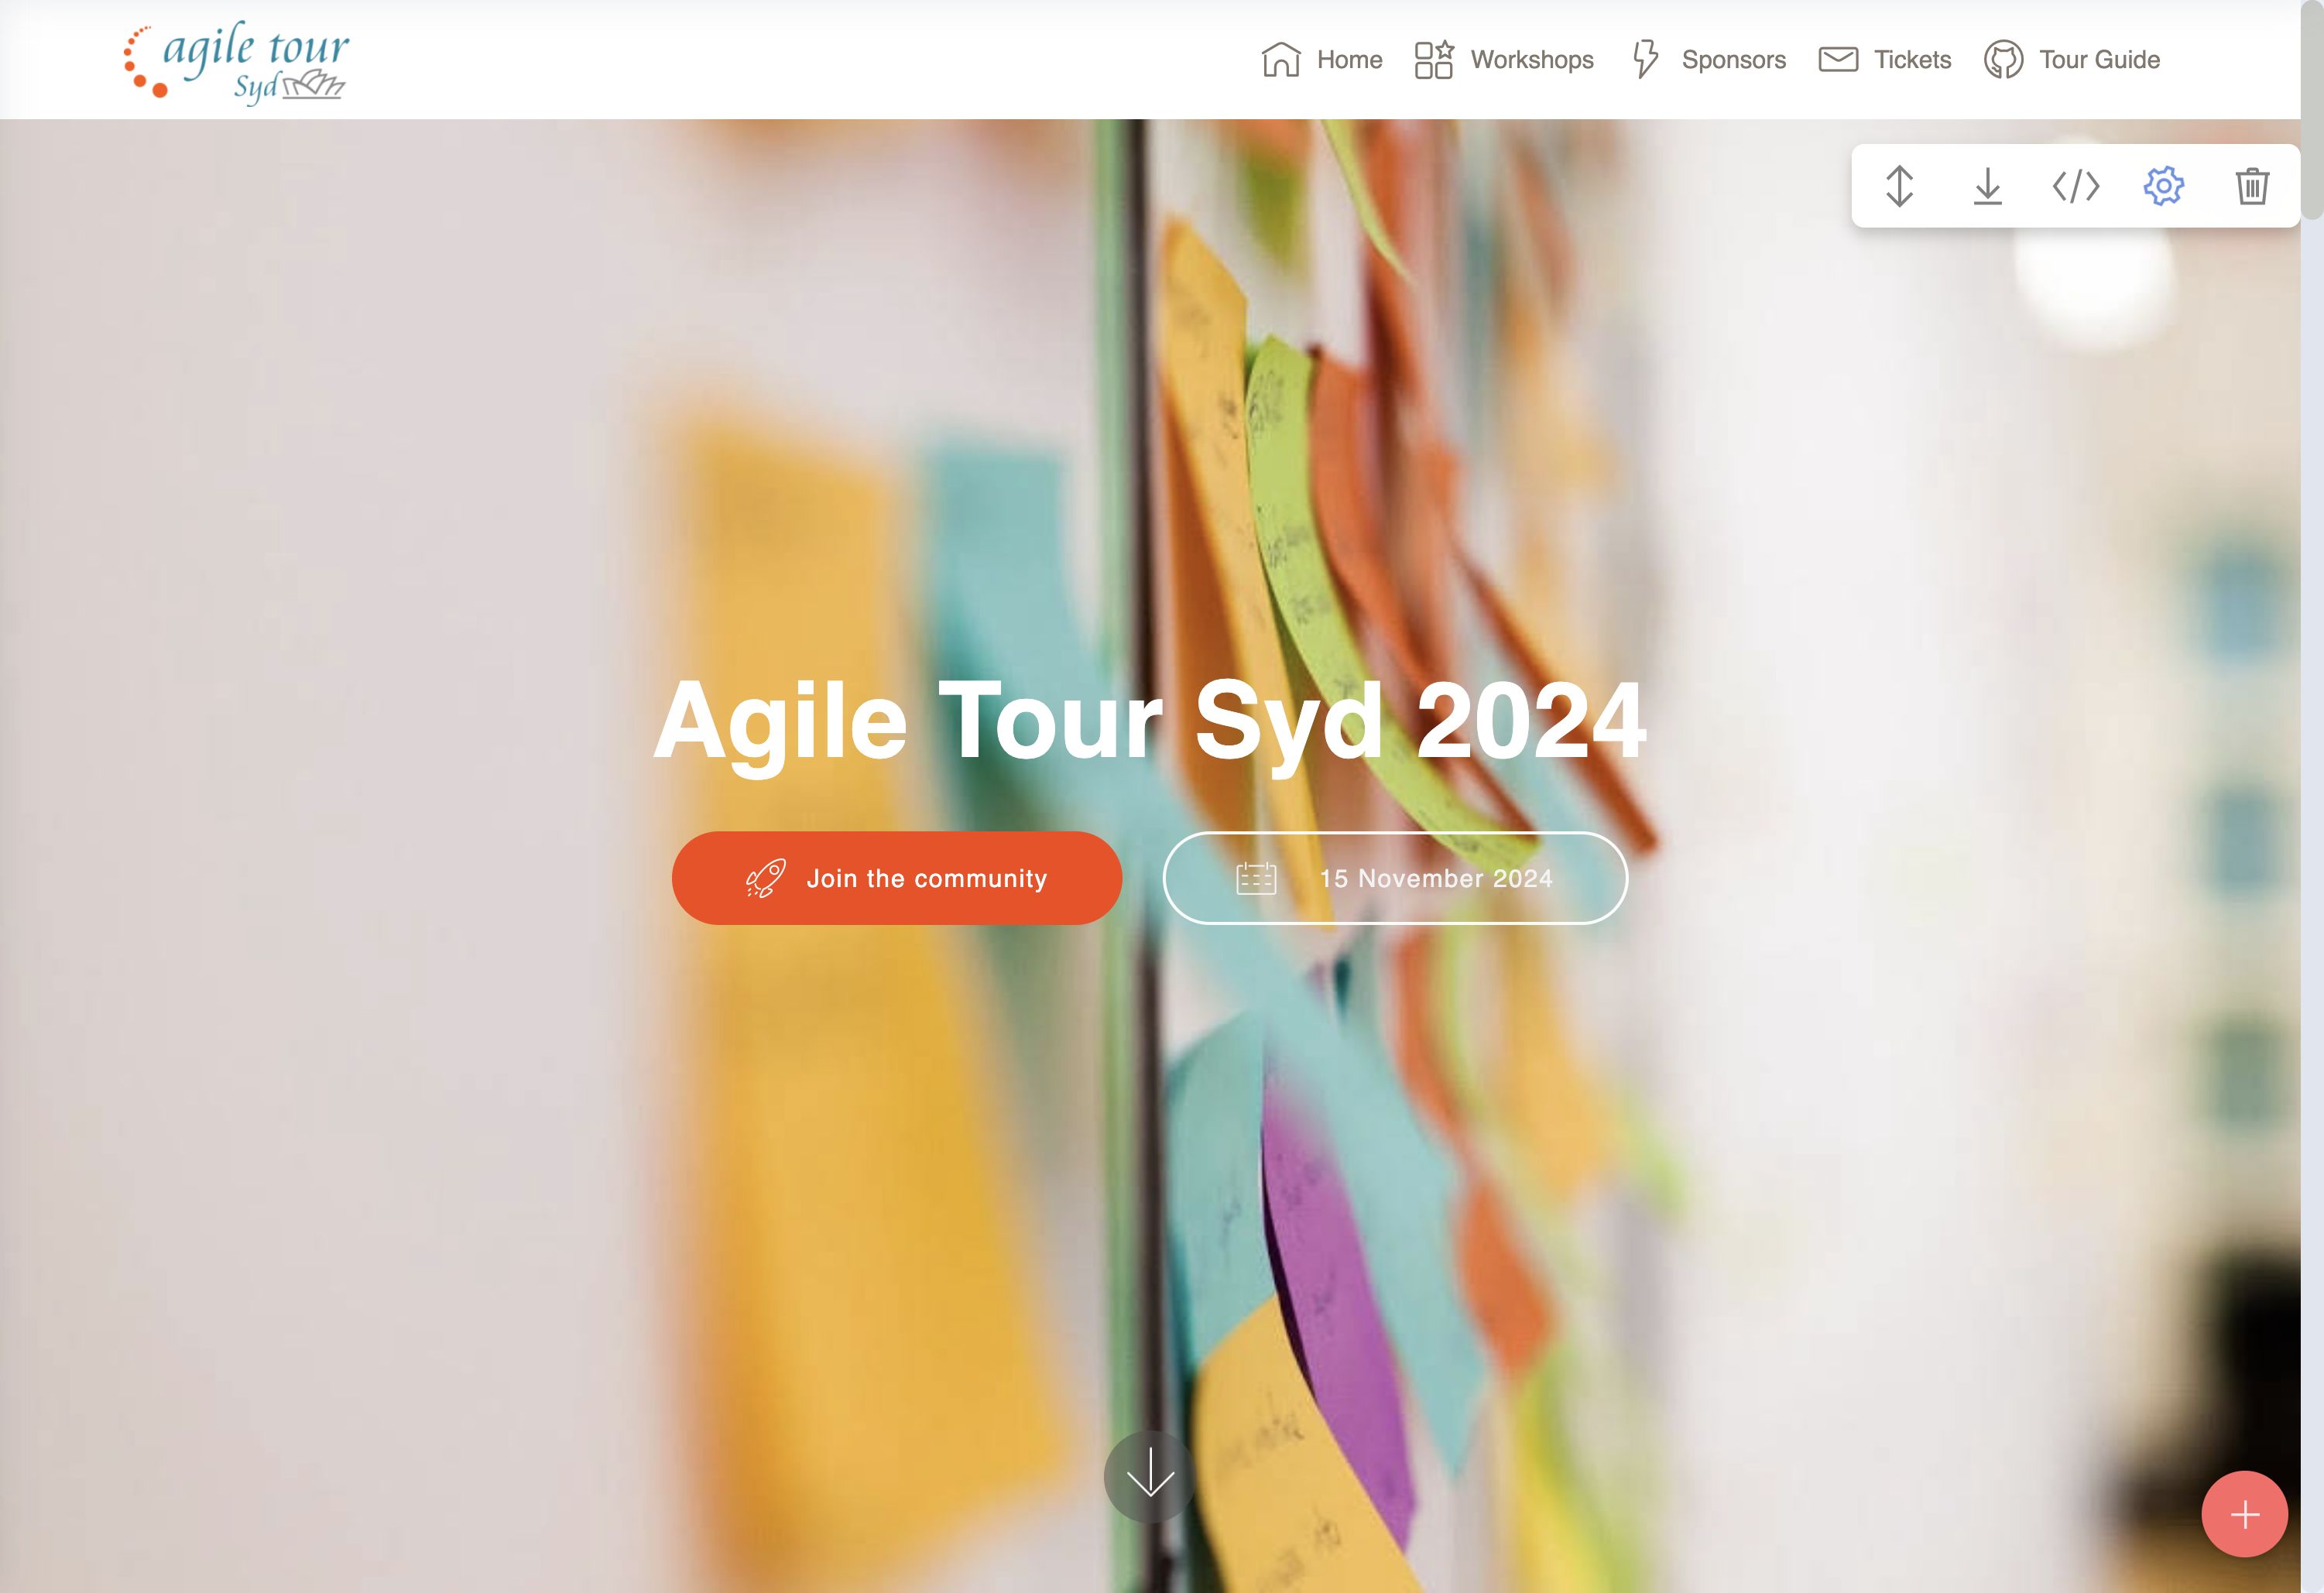 agile tour
Syd
Home
Workshops
Sponsors
Tickets
Tour Guide
Agile Tour Syd 2024
Join the community
15 November 2024